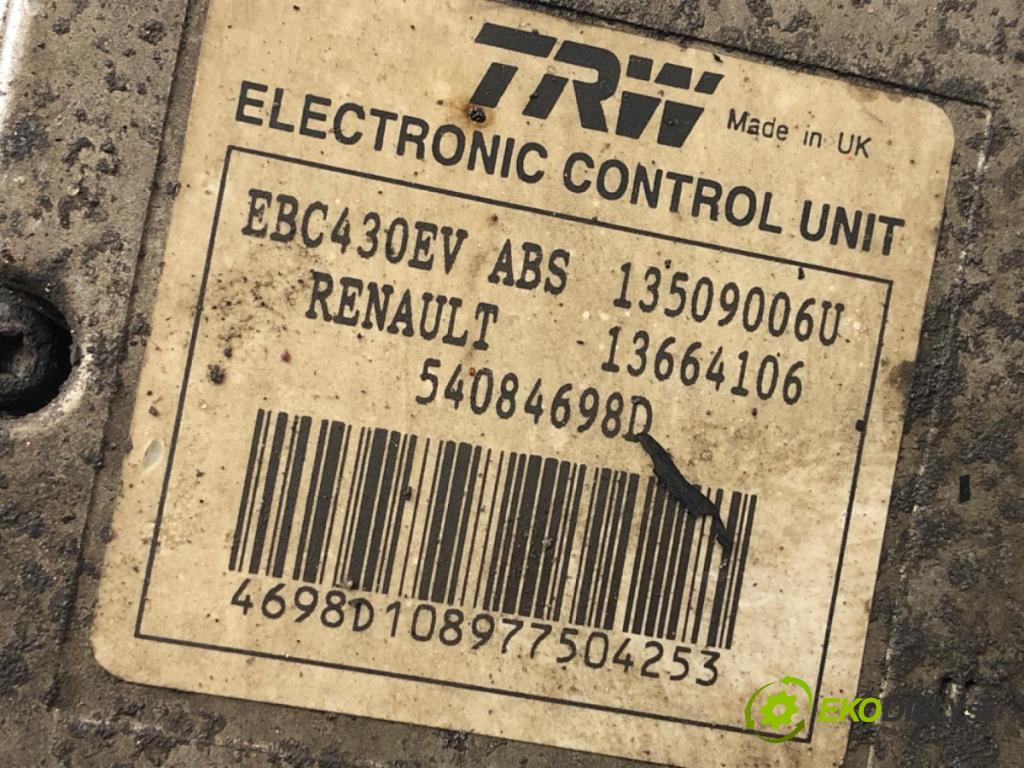 TRW Made in UK
ELECTRONIC CONTROL UNIT
EBC430EV ABS 13509006U
RENAULT 13664106
54084698D
4698D108977504253